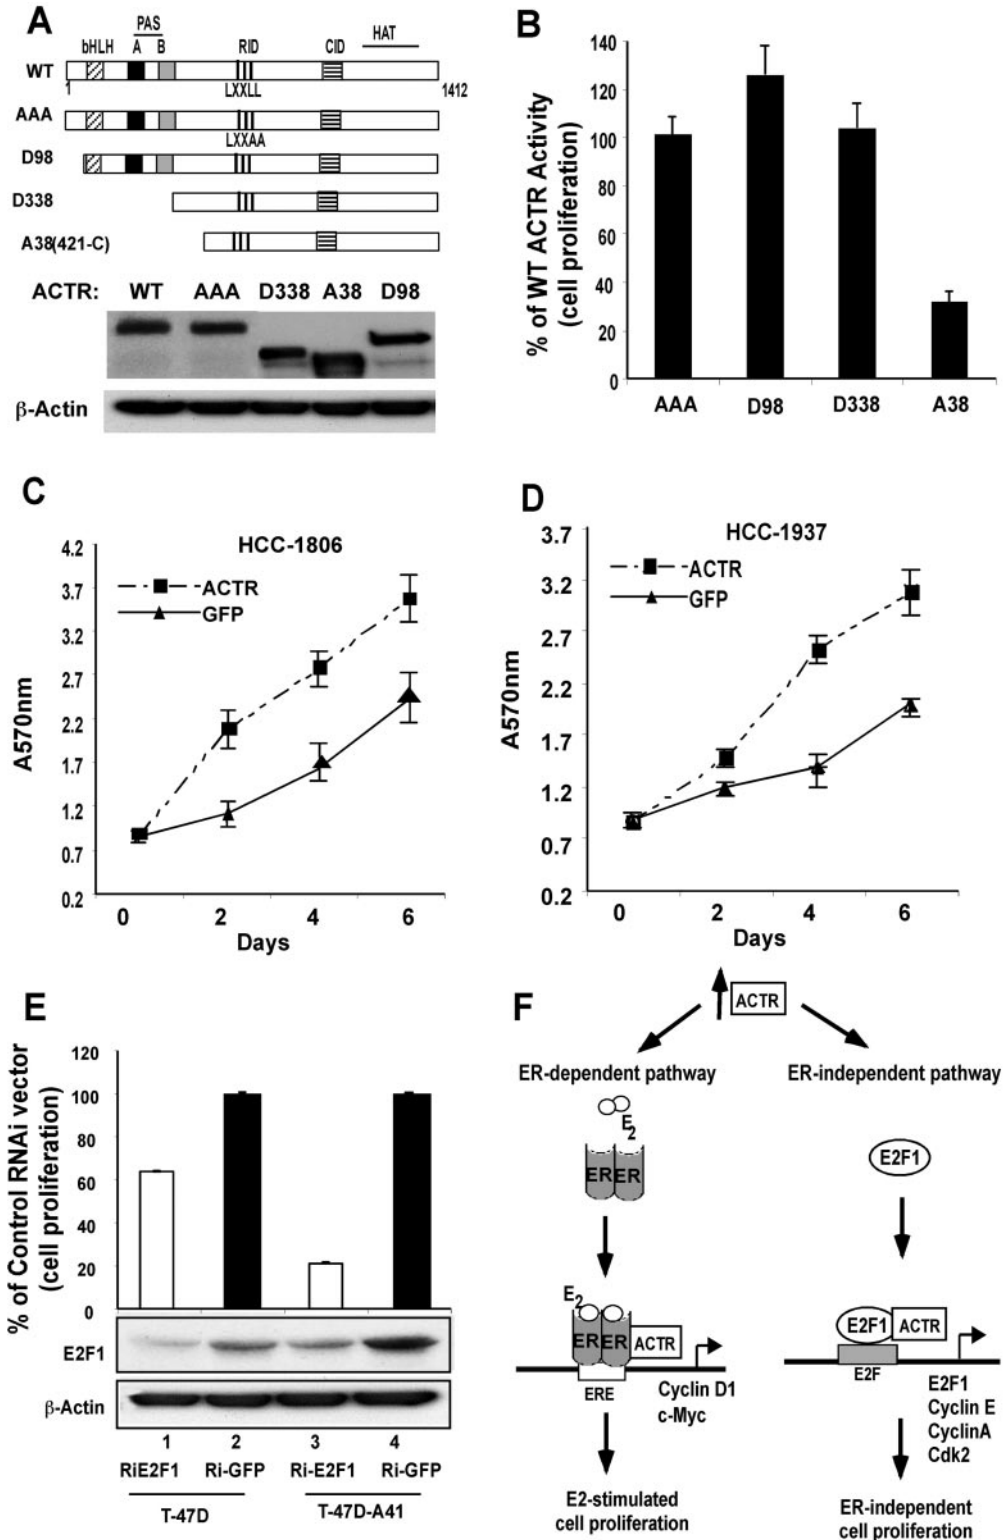 A
PAS
bHLH A B RID CID HAT
WT
1 LXXLL 1412
AAA
LXXAA
D98
D338
A38(421-C)
ACTR: WT AAA D338 A38 D98
β-Actin
B
% of WT ACTR Activity
(cell proliferation)
140
120
100
80
60
40
20
0
AAA D98 D338 A38
C
HCC-1806
ACTR
GFP
A570nm
4.2
3.7
3.2
2.7
2.2
1.7
1.2
0.7
0.2
0 2 4 6
Days
D
HCC-1937
ACTR
GFP
A570nm
3.7
3.2
2.7
2.2
1.7
1.2
0.7
0.2
0 2 4 6
Days
E
% of Control RNAi vector
(cell proliferation)
120
100
80
60
40
20
0
E2F1
β-Actin
1 2 3 4
RiE2F1 Ri-GFP Ri-E2F1 Ri-GFP
T-47D T-47D-A41
F
ACTR
ER-dependent pathway
E2
ER ER
E2
ER ER ACTR
ERE
Cyclin D1
c-Myc
E2-stimulated
cell proliferation
ER-independent pathway
E2F1
E2F1 ACTR
E2F
E2F1
Cyclin E
CyclinA
Cdk2
ER-independent
cell proliferation